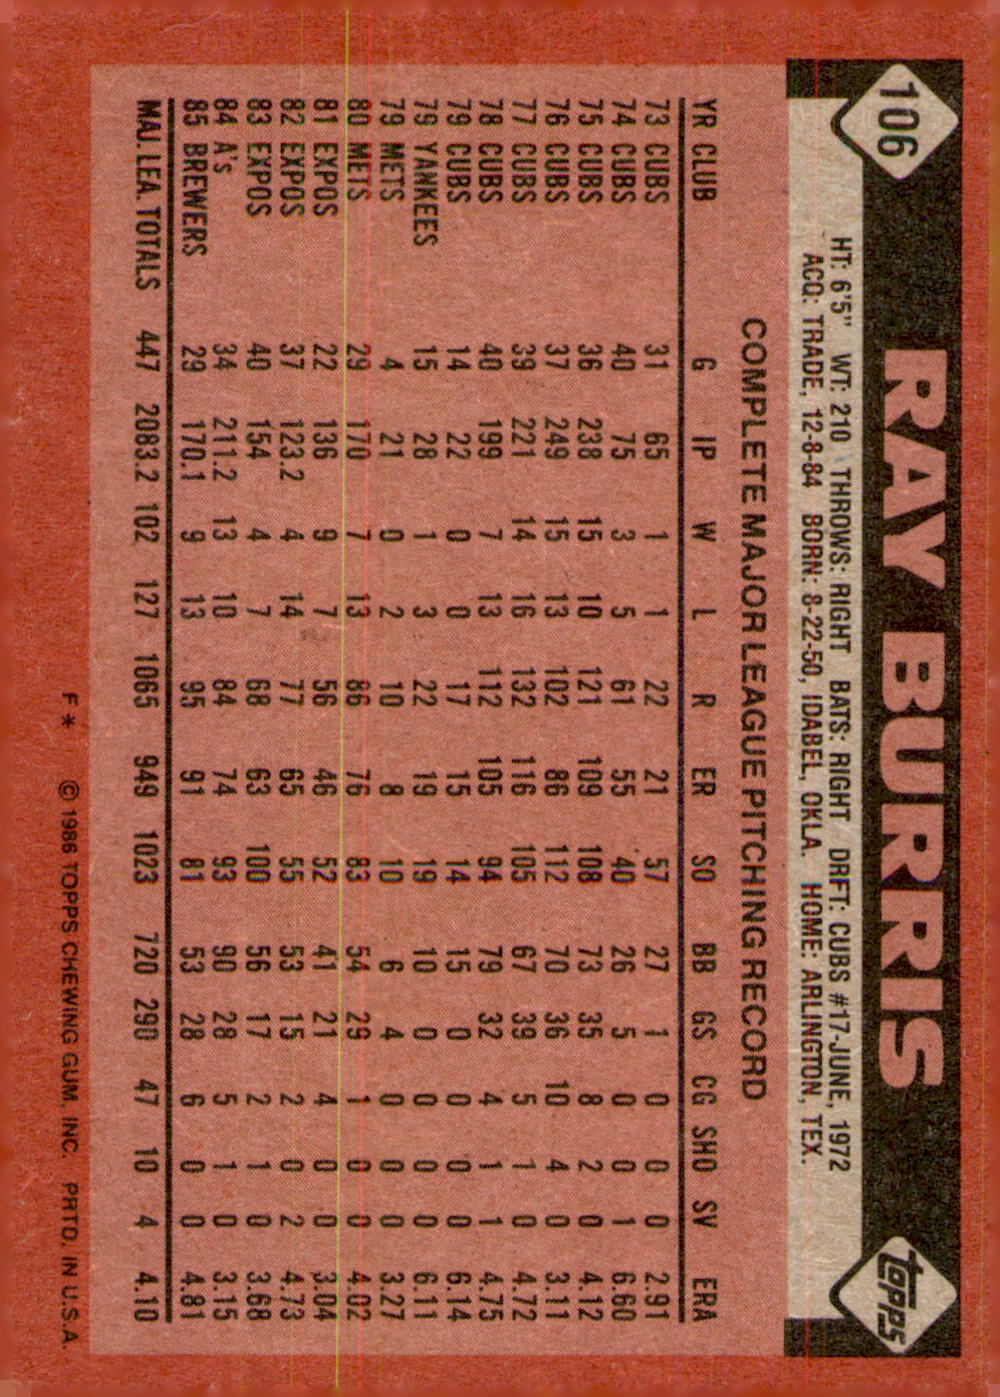 106
RAY BURRIS
topps
HT: 6'5" WT: 210 THROWS: RIGHT BATS: RIGHT DRFT: CUBS #17-JUNE, 1972
ACQ: TRADE, 12-8-84 BORN: 8-22-50, IDABEL, OKLA. HOME: ARLINGTON, TEX.
COMPLETE MAJOR LEAGUE PITCHING RECORD
YR CLUB G IP W L R ER SO BB GS CG SHO SV ERA
73 CUBS 31 65 1 1 22 21 57 27 1 0 0 0 2.91
74 CUBS 40 75 3 5 61 55 40 26 5 0 0 1 6.60
75 CUBS 36 238 15 10 121 109 108 73 35 8 2 0 4.12
76 CUBS 37 249 15 13 102 86 112 70 36 10 4 0 3.11
77 CUBS 39 221 14 16 132 116 105 67 39 5 1 0 4.72
78 CUBS 40 199 7 13 112 105 94 79 32 4 1 1 4.75
79 CUBS 14 22 0 0 17 15 14 15 0 0 0 0 6.14
79 YANKEES 15 28 1 3 22 19 19 10 0 0 0 0 6.11
79 METS 4 21 0 2 10 8 10 6 4 0 0 0 3.27
80 METS 29 170 7 13 86 76 83 54 29 1 0 0 4.02
81 EXPOS 22 136 9 7 56 46 52 41 21 4 0 0 3.04
82 EXPOS 37 123.2 4 14 77 65 55 53 15 2 0 2 4.73
83 EXPOS 40 154 4 7 68 63 100 56 17 2 1 0 3.68
84 A's 34 211.2 13 10 84 74 93 90 28 5 1 0 3.15
85 BREWERS 29 170.1 9 13 95 91 81 53 28 6 0 0 4.81
MAJ. LEA. TOTALS 447 2083.2 102 127 1065 949 1023 720 290 47 10 4 4.10
F * © 1986 TOPPS CHEWING GUM, INC. PRTD. IN U.S.A.